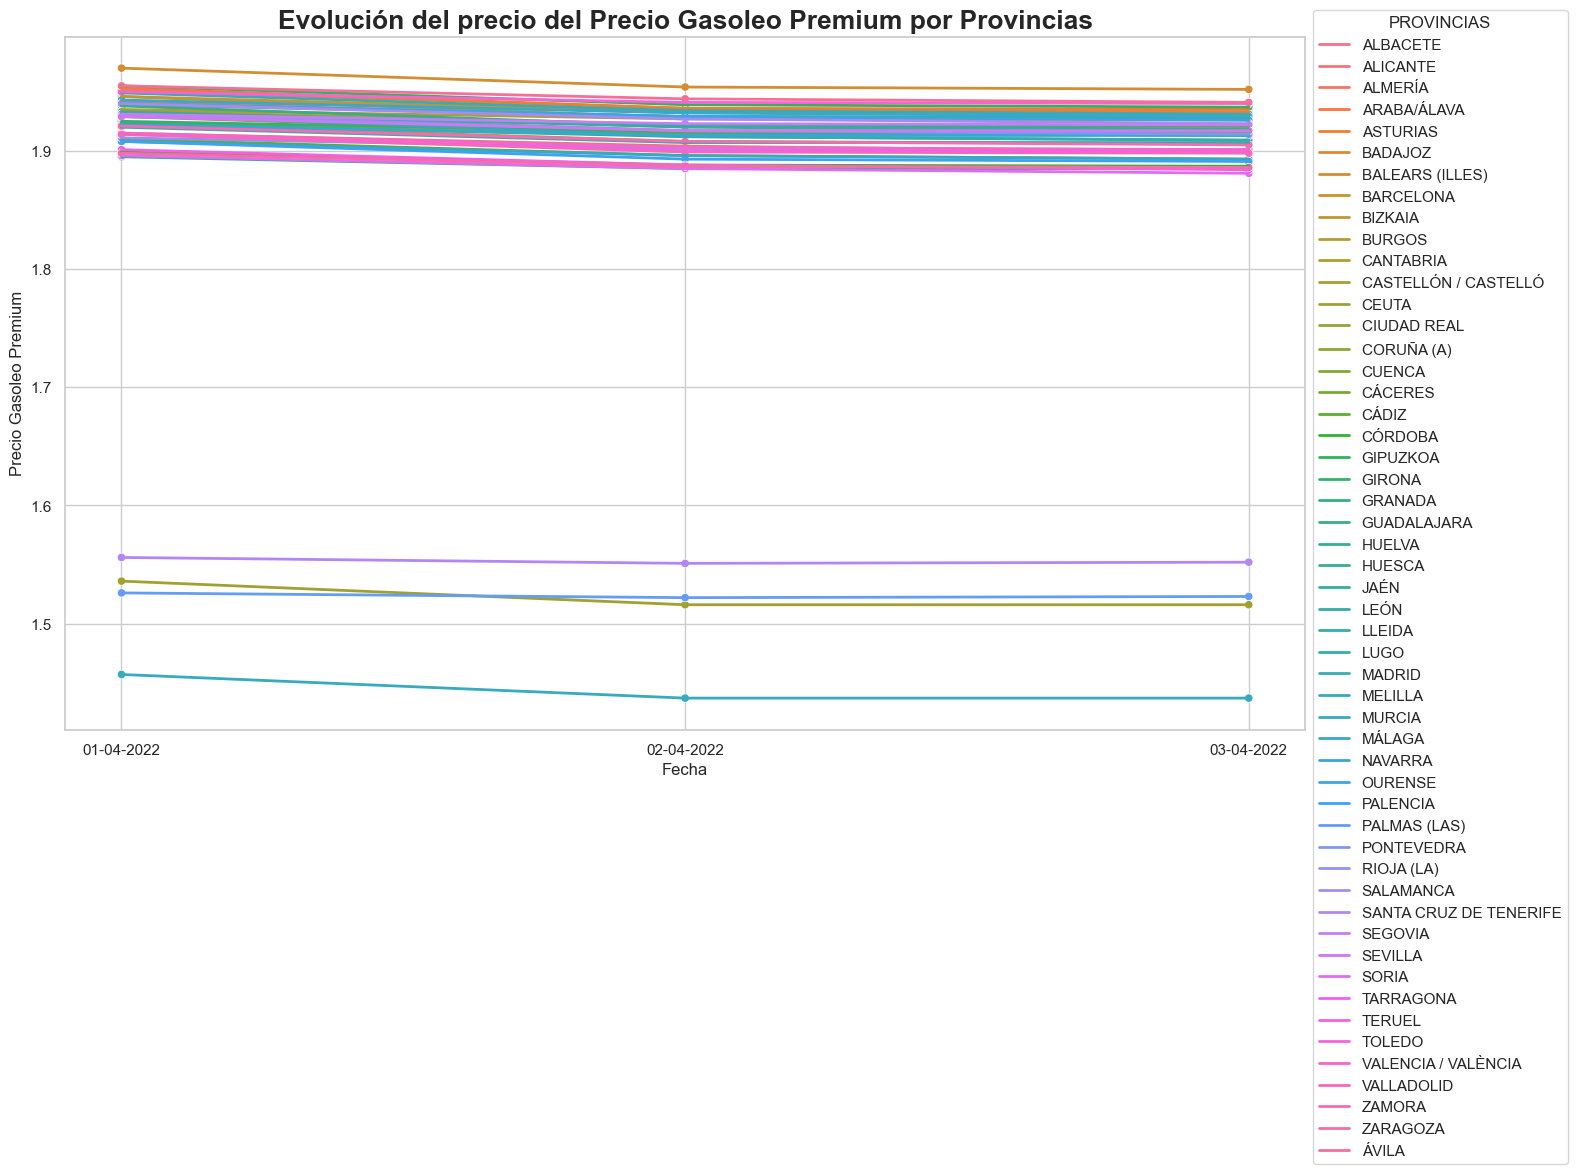 Evolución del precio del Precio Gasoleo Premium por Provincias
Precio Gasoleo Premium
1.9
1.8
1.7
1.6
1.5
01-04-2022
02-04-2022
03-04-2022
Fecha
PROVINCIAS
ALBACETE
ALICANTE
ALMERÍA
ARABA/ÁLAVA
ASTURIAS
BADAJOZ
BALEARS (ILLES)
BARCELONA
BIZKAIA
BURGOS
CANTABRIA
CASTELLÓN / CASTELLÓ
CEUTA
CIUDAD REAL
CORUÑA (A)
CUENCA
CÁCERES
CÁDIZ
CÓRDOBA
GIPUZKOA
GIRONA
GRANADA
GUADALAJARA
HUELVA
HUESCA
JAÉN
LEÓN
LLEIDA
LUGO
MADRID
MELILLA
MURCIA
MÁLAGA
NAVARRA
OURENSE
PALENCIA
PALMAS (LAS)
PONTEVEDRA
RIOJA (LA)
SALAMANCA
SANTA CRUZ DE TENERIFE
SEGOVIA
SEVILLA
SORIA
TARRAGONA
TERUEL
TOLEDO
VALENCIA / VALÈNCIA
VALLADOLID
ZAMORA
ZARAGOZA
ÁVILA